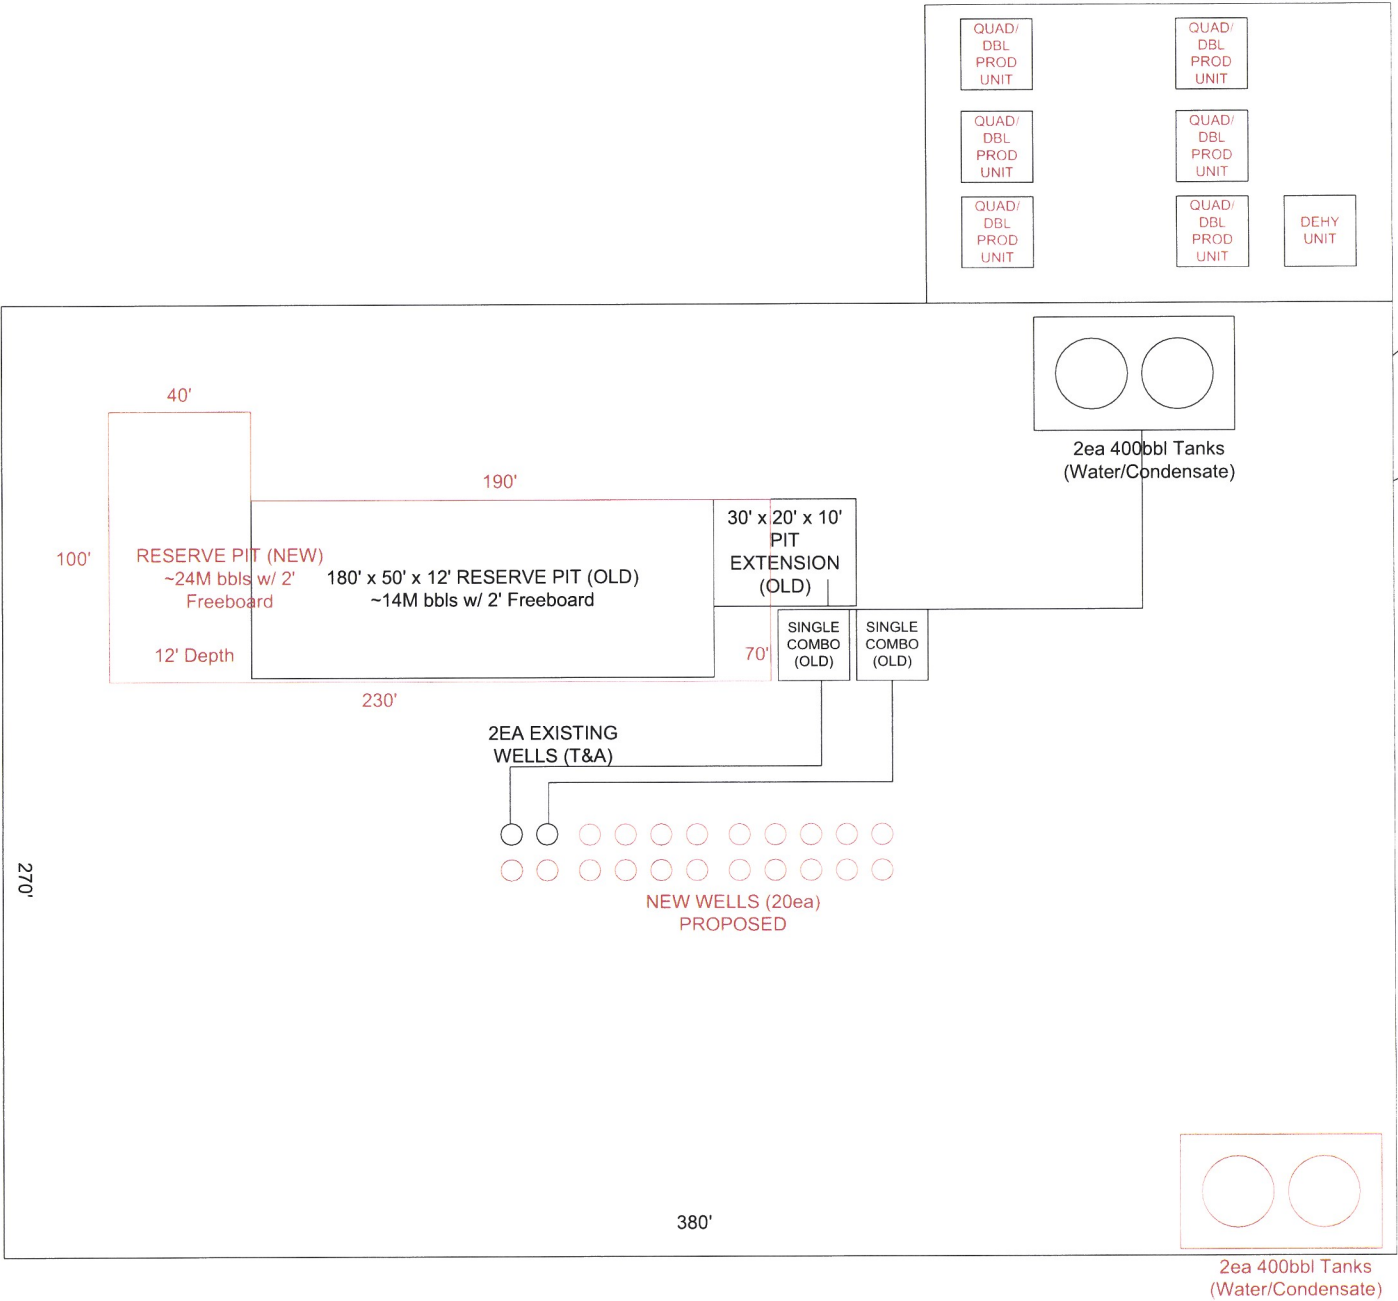 QUAD/
DBL
PROD
UNIT
QUAD/
DBL
PROD
UNIT
QUAD/
DBL
PROD
UNIT
QUAD/
DBL
PROD
UNIT
QUAD/
DBL
PROD
UNIT
QUAD/
DBL
PROD
UNIT
DEHY
UNIT
2ea 400bbl Tanks
(Water/Condensate)
40'
190'
100'
RESERVE PIT (NEW)
~24M bbls w/ 2'
Freeboard
12' Depth
180' x 50' x 12' RESERVE PIT (OLD)
~14M bbls w/ 2' Freeboard
30' x 20' x 10'
PIT
EXTENSION
(OLD)
SINGLE
COMBO
(OLD)
SINGLE
COMBO
(OLD)
70'
230'
2EA EXISTING
WELLS (T&A)
NEW WELLS (20ea)
PROPOSED
270'
380'
2ea 400bbl Tanks
(Water/Condensate)